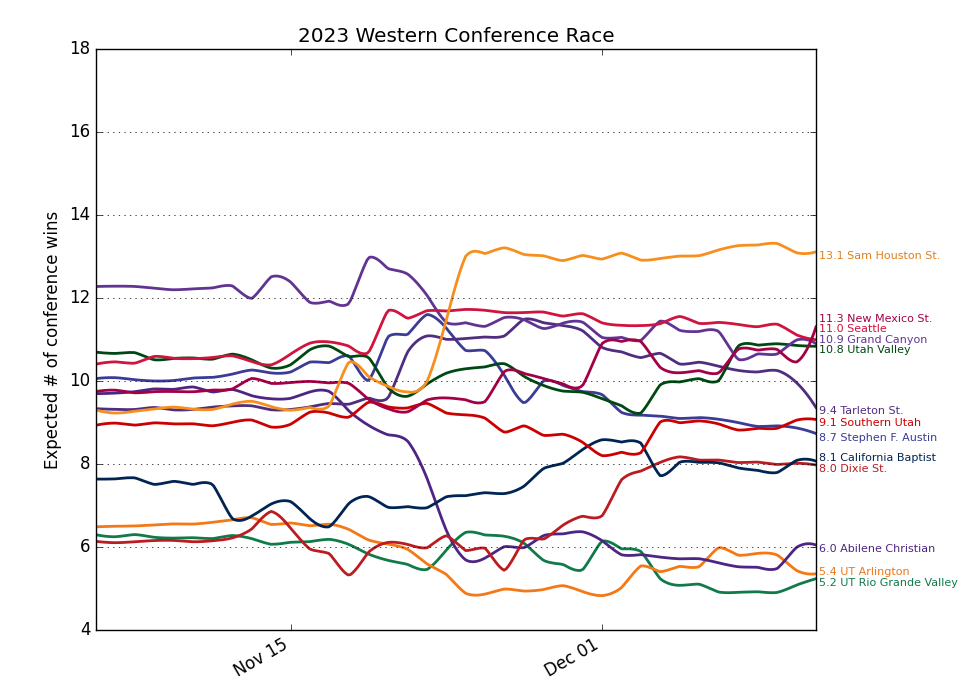 2023 Western Conference Race
Expected # of conference wins
18
16
14
12
10
8
6
4
Nov 15
Dec 01
13.1 Sam Houston St.
11.3 New Mexico St.
11.0 Seattle
10.9 Grand Canyon
10.8 Utah Valley
9.4 Tarleton St.
9.1 Southern Utah
8.7 Stephen F. Austin
8.1 California Baptist
8.0 Dixie St.
6.0 Abilene Christian
5.4 UT Arlington
5.2 UT Rio Grande Valley